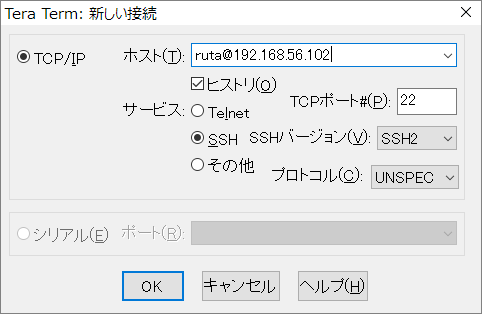 Tera Term: 新しい接続
TCP/IP
ホスト(T): ruta@192.168.56.102
ヒストリ(O)
サービス: Telnet
TCPポート#(P): 22
SSH
SSHバージョン(V): SSH2
その他
プロトコル(C): UNSPEC
シリアル(E)
ポート(R):
OK
キャンセル
ヘルプ(H)